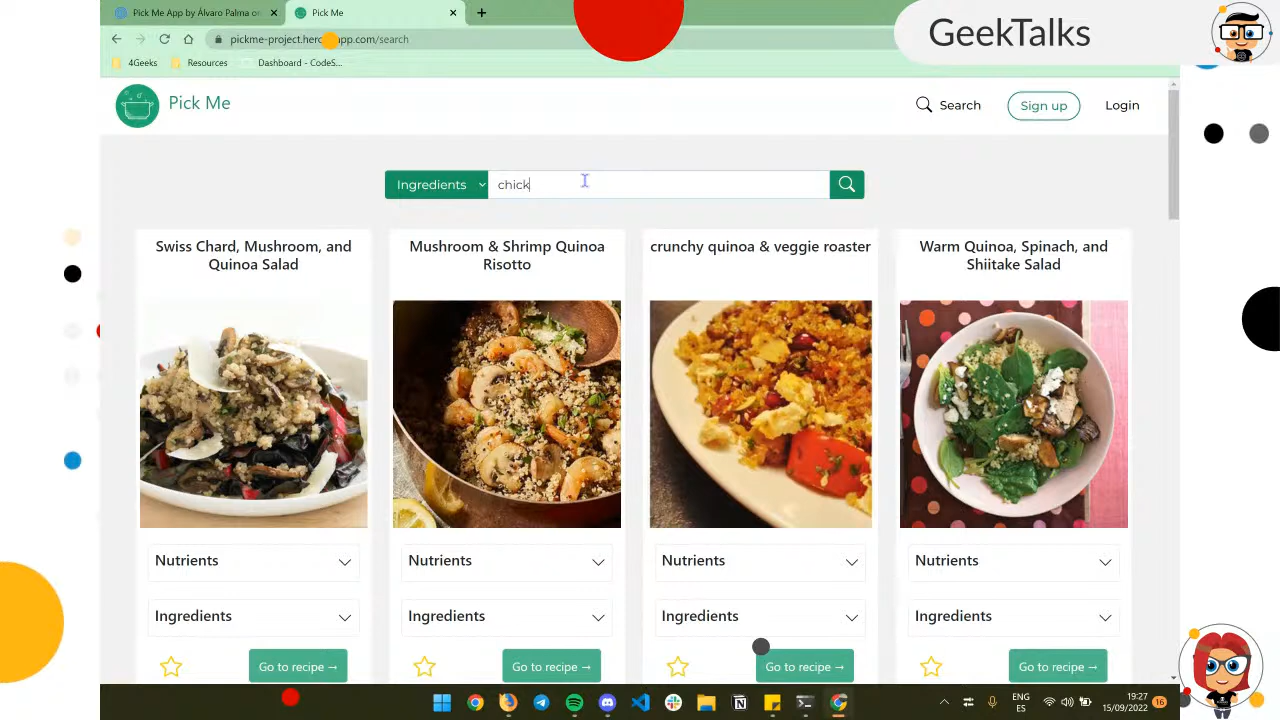 Pick Me App by Álvaro Palma o
Pick Me
GeekTalks
pickme-project.her app.com/search
4Geeks
Resources
Dashboard - CodeS...
Pick Me
Search
Sign up
Login
Ingredients
chick
Swiss Chard, Mushroom, and
Quinoa Salad
Mushroom & Shrimp Quinoa
Risotto
crunchy quinoa & veggie roaster
Warm Quinoa, Spinach, and
Shiitake Salad
Nutrients
Nutrients
Nutrients
Nutrients
Ingredients
Ingredients
Ingredients
Ingredients
Go to recipe →
Go to recipe →
Go to recipe →
Go to recipe →
ENG
ES
19:27
15/09/2022
16